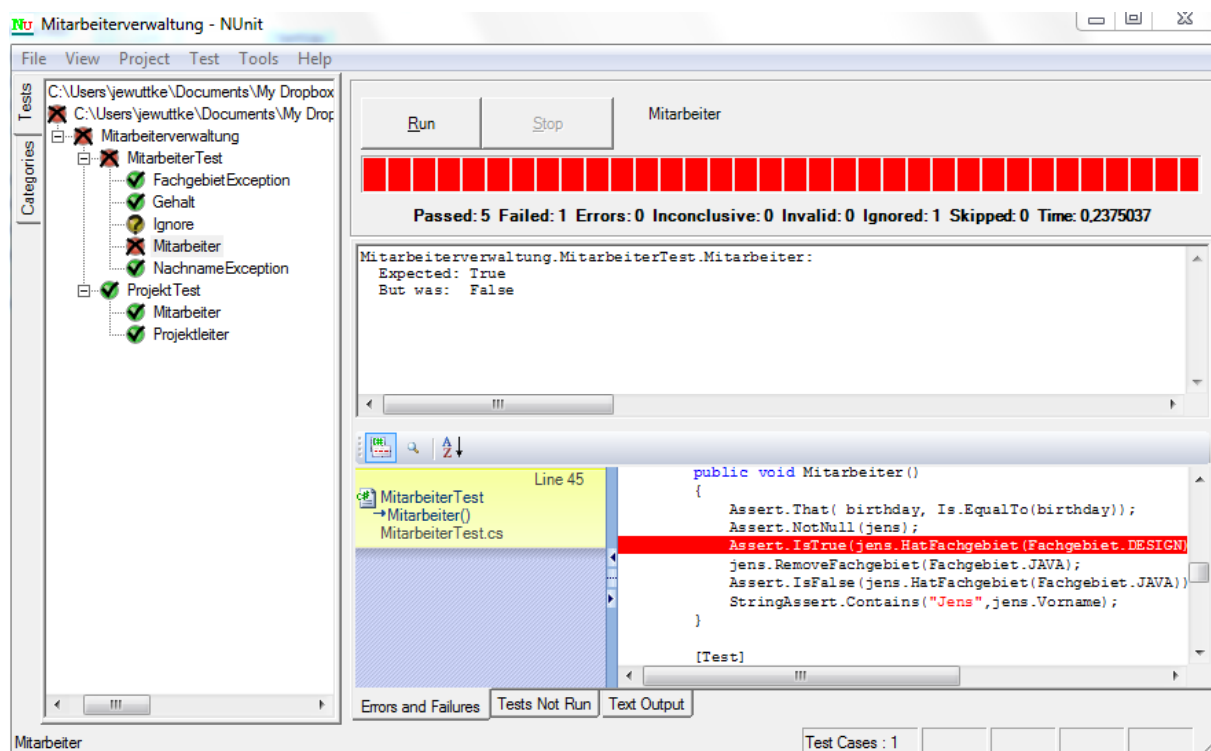 Mitarbeiterverwaltung - NUnit
File View Project Test Tools Help
Tests
Categories
C:\Users\jewuttke\Documents\My Dropbox
C:\Users\jewuttke\Documents\My Drop
Mitarbeiterverwaltung
MitarbeiterTest
FachgebietException
Gehalt
Ignore
Mitarbeiter
NachnameException
ProjektTest
Mitarbeiter
Projektleiter
Run
Stop
Mitarbeiter
Passed: 5 Failed: 1 Errors: 0 Inconclusive: 0 Invalid: 0 Ignored: 1 Skipped: 0 Time: 0,2375037
Mitarbeiterverwaltung.MitarbeiterTest.Mitarbeiter:
Expected: True
But was: False
Line 45
MitarbeiterTest
→Mitarbeiter()
MitarbeiterTest.cs
public void Mitarbeiter()
{
Assert.That( birthday, Is.EqualTo(birthday));
Assert.NotNull(jens);
Assert.IsTrue(jens.HatFachgebiet(Fachgebiet.DESIGN)
jens.RemoveFachgebiet(Fachgebiet.JAVA);
Assert.IsFalse(jens.HatFachgebiet(Fachgebiet.JAVA))
StringAssert.Contains("Jens",jens.Vorname);
}
[Test]
Errors and Failures
Tests Not Run
Text Output
Mitarbeiter
Test Cases : 1